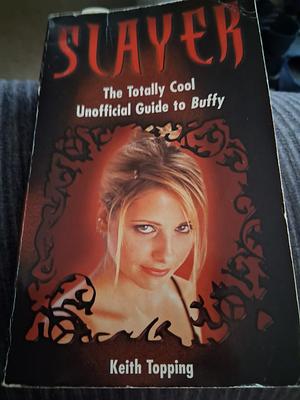 SLAYER
The Totally Cool
Unofficial Guide to Buffy
Keith Topping